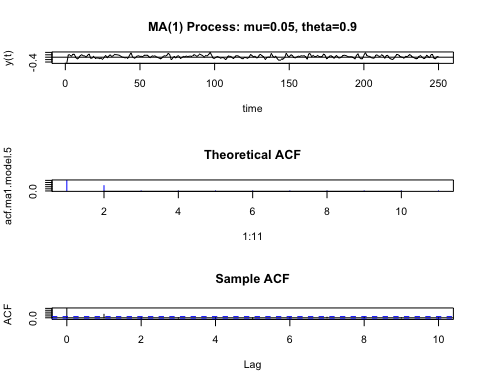 MA(1) Process: mu=0.05, theta=0.9
y(t)
-0.4
0 50 100 150 200 250
time
Theoretical ACF
acf.ma1.model.5
0.0
2 4 6 8 10
1:11
Sample ACF
ACF
0.0
0 2 4 6 8 10
Lag